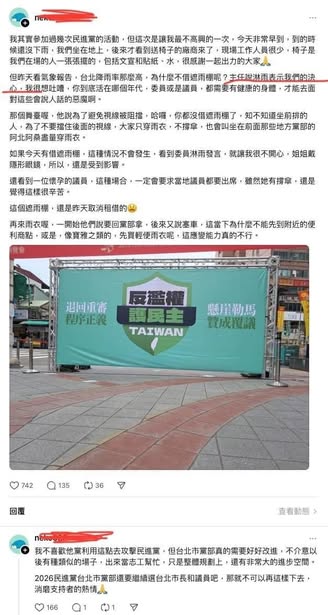 我其實參加過幾次民進黨的活動，但這次是讓我最不高興的一次，今天非常早到，到的
時候還沒下雨，我們坐在地上，後來才看到送椅子的廠商來了，現場工作人員很少，椅子是
我們在場的人一張張擺的，包括文宣和貼紙、水，很感謝一起出力的大家🙏
但昨天看氣象報告，台北降雨率那麼高，為什麼不借遮雨棚呢？主任說淋雨表示我們的決
心，我很想吐嘈，你到底活在哪個年代，委員或是議員，都需要有健康的身體，才能去面
對這些會說人話的惡魔啊。
那個舞臺喔，他說為了避免視線被阻擋，哈囉，你都沒借遮雨棚了，知不知道坐前排的
人，為了不要擋住後面的視線，大家只穿雨衣，不撐傘，也會叫坐在前面那些地方黨部的
阿北阿桑盡量穿雨衣。
如果今天有借遮雨棚，這種情況不會發生，看到委員淋雨發言，就讓我很不開心，姐姐戴
隱形眼鏡，所以，還是受到影響。
還看到一位懷孕的議員，這種場合，一定會要求當地議員都要出席，雖然她有撐傘，還是
覺得這樣很辛苦。
這個遮雨棚，還是昨天取消租借的😩
再來雨衣喔，一開始他們說要回黨部拿，後來又說塞車，這當下為什麼不能先到附近的便
利商點，或是，像寶雅之類的，先買輕便雨衣呢，這應變能力真的不行。
退回重審
程序正義
反濫權
護民主
TAIWAN
懸崖勒馬
贊成覆議
742
135
36
回覆
查看動態 >
我不喜歡他黨利用這點去攻擊民進黨，但台北市黨部真的需要好好改進，不介意以
後有種類似的場子，出來當志工幫忙，只是整體規劃上，還有非常大的進步空間。
2026民進黨台北市黨部還要繼續選台北市長和議員吧，那就不可以再這樣下去，
消磨支持者的熱情🙏
166
1
1